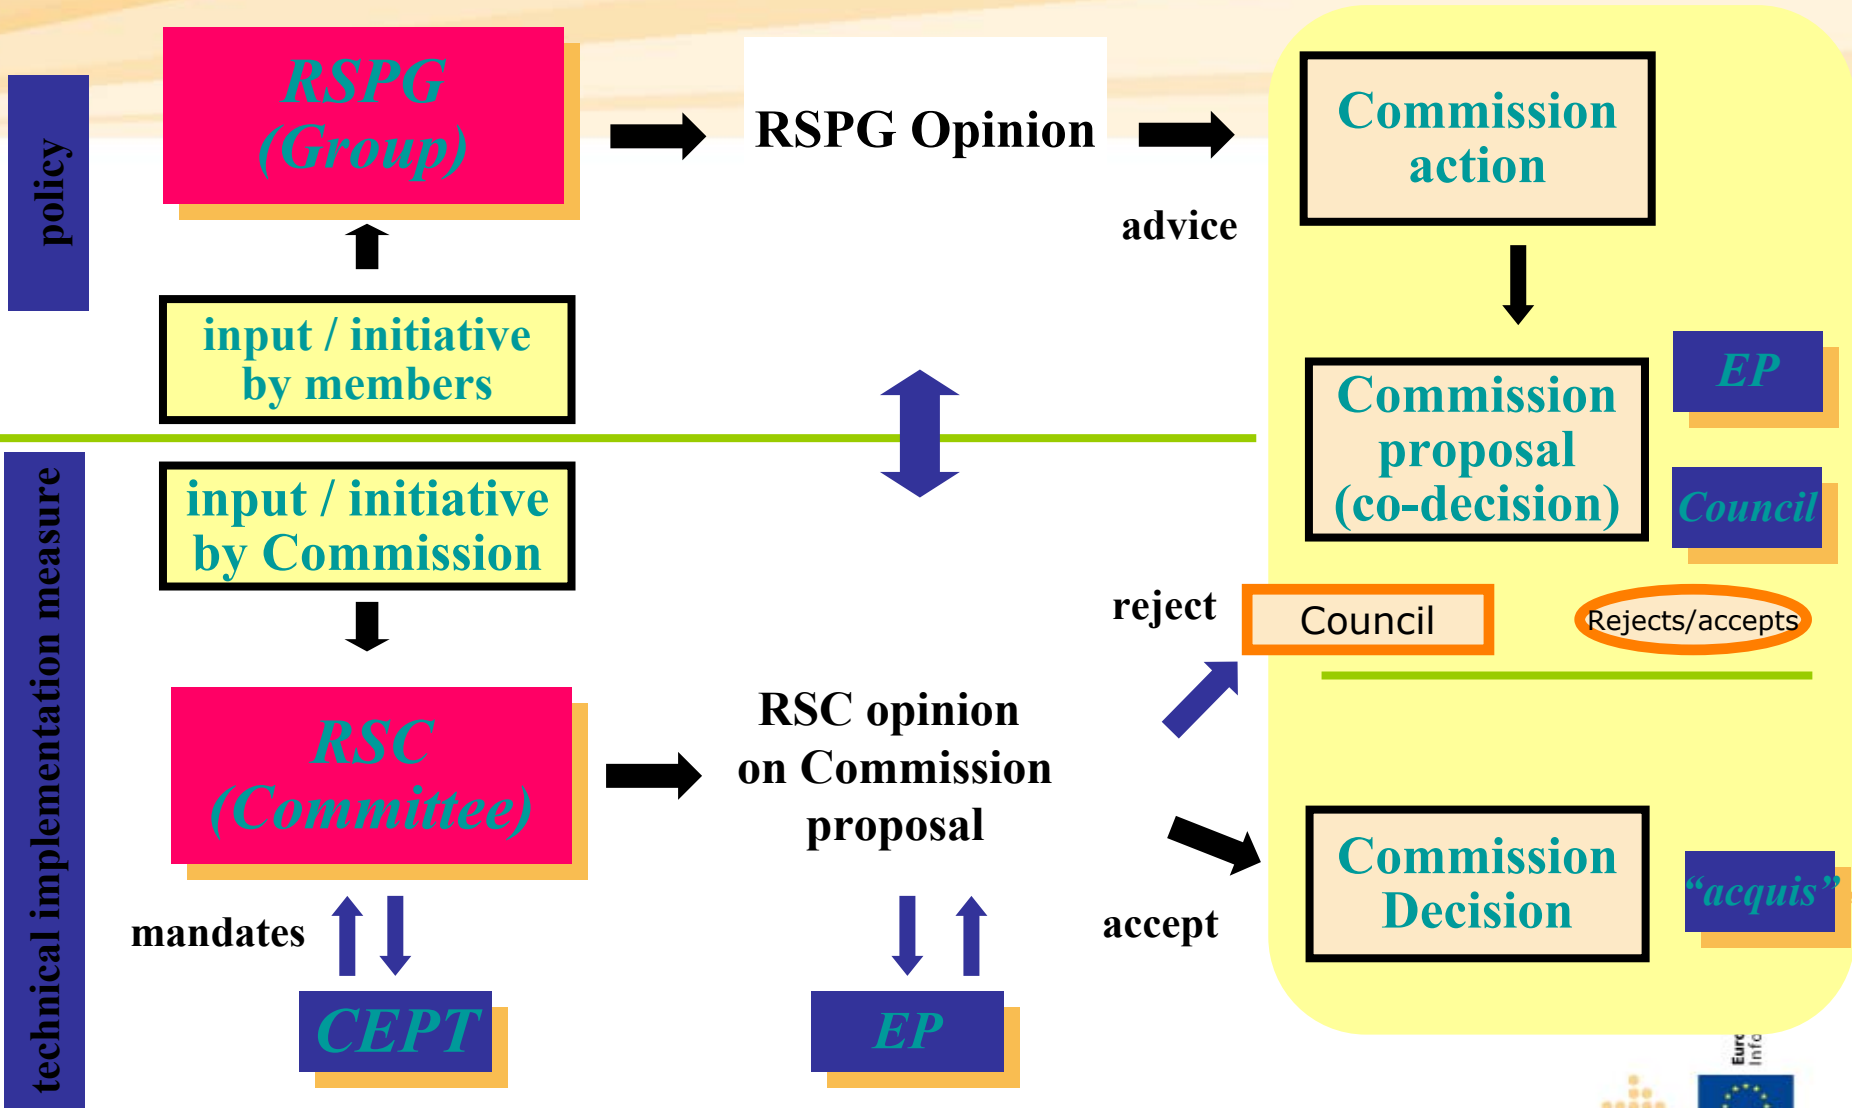 policy
RSPG
(Group)
RSPG Opinion
advice
Commission
action
input / initiative
by members
Commission
proposal
(co-decision)
EP
Council
technical implementation measure
input / initiative
by Commission
reject
Council
Rejects/accepts
RSC
(Committee)
RSC opinion
on Commission
proposal
mandates
CEPT
EP
accept
Commission
Decision
“acquis”